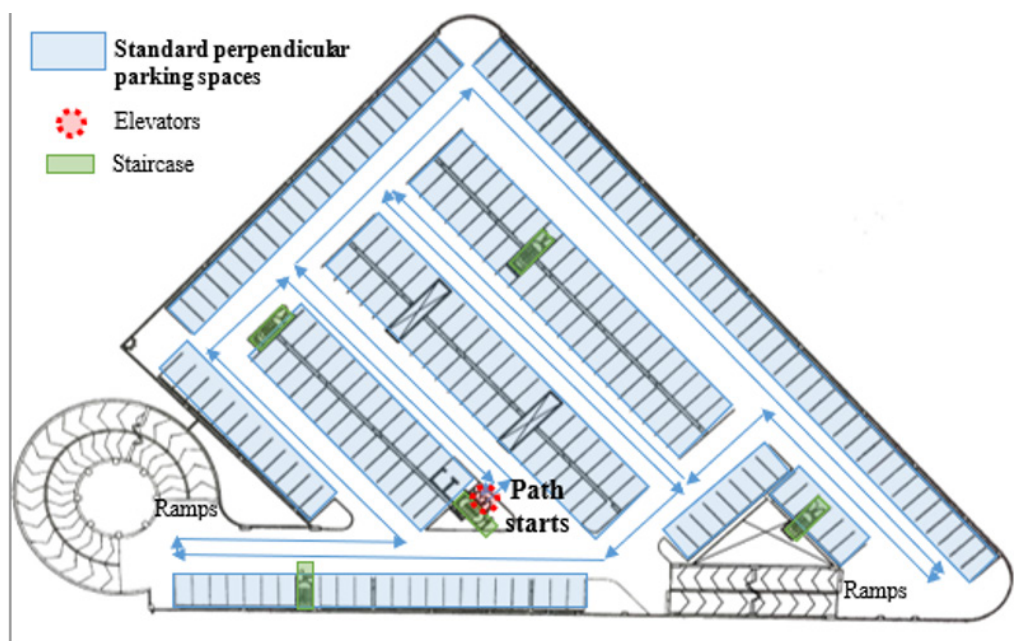 Standard perpendicular
parking spaces
Elevators
Staircase
Path
starts
Ramps
Ramps